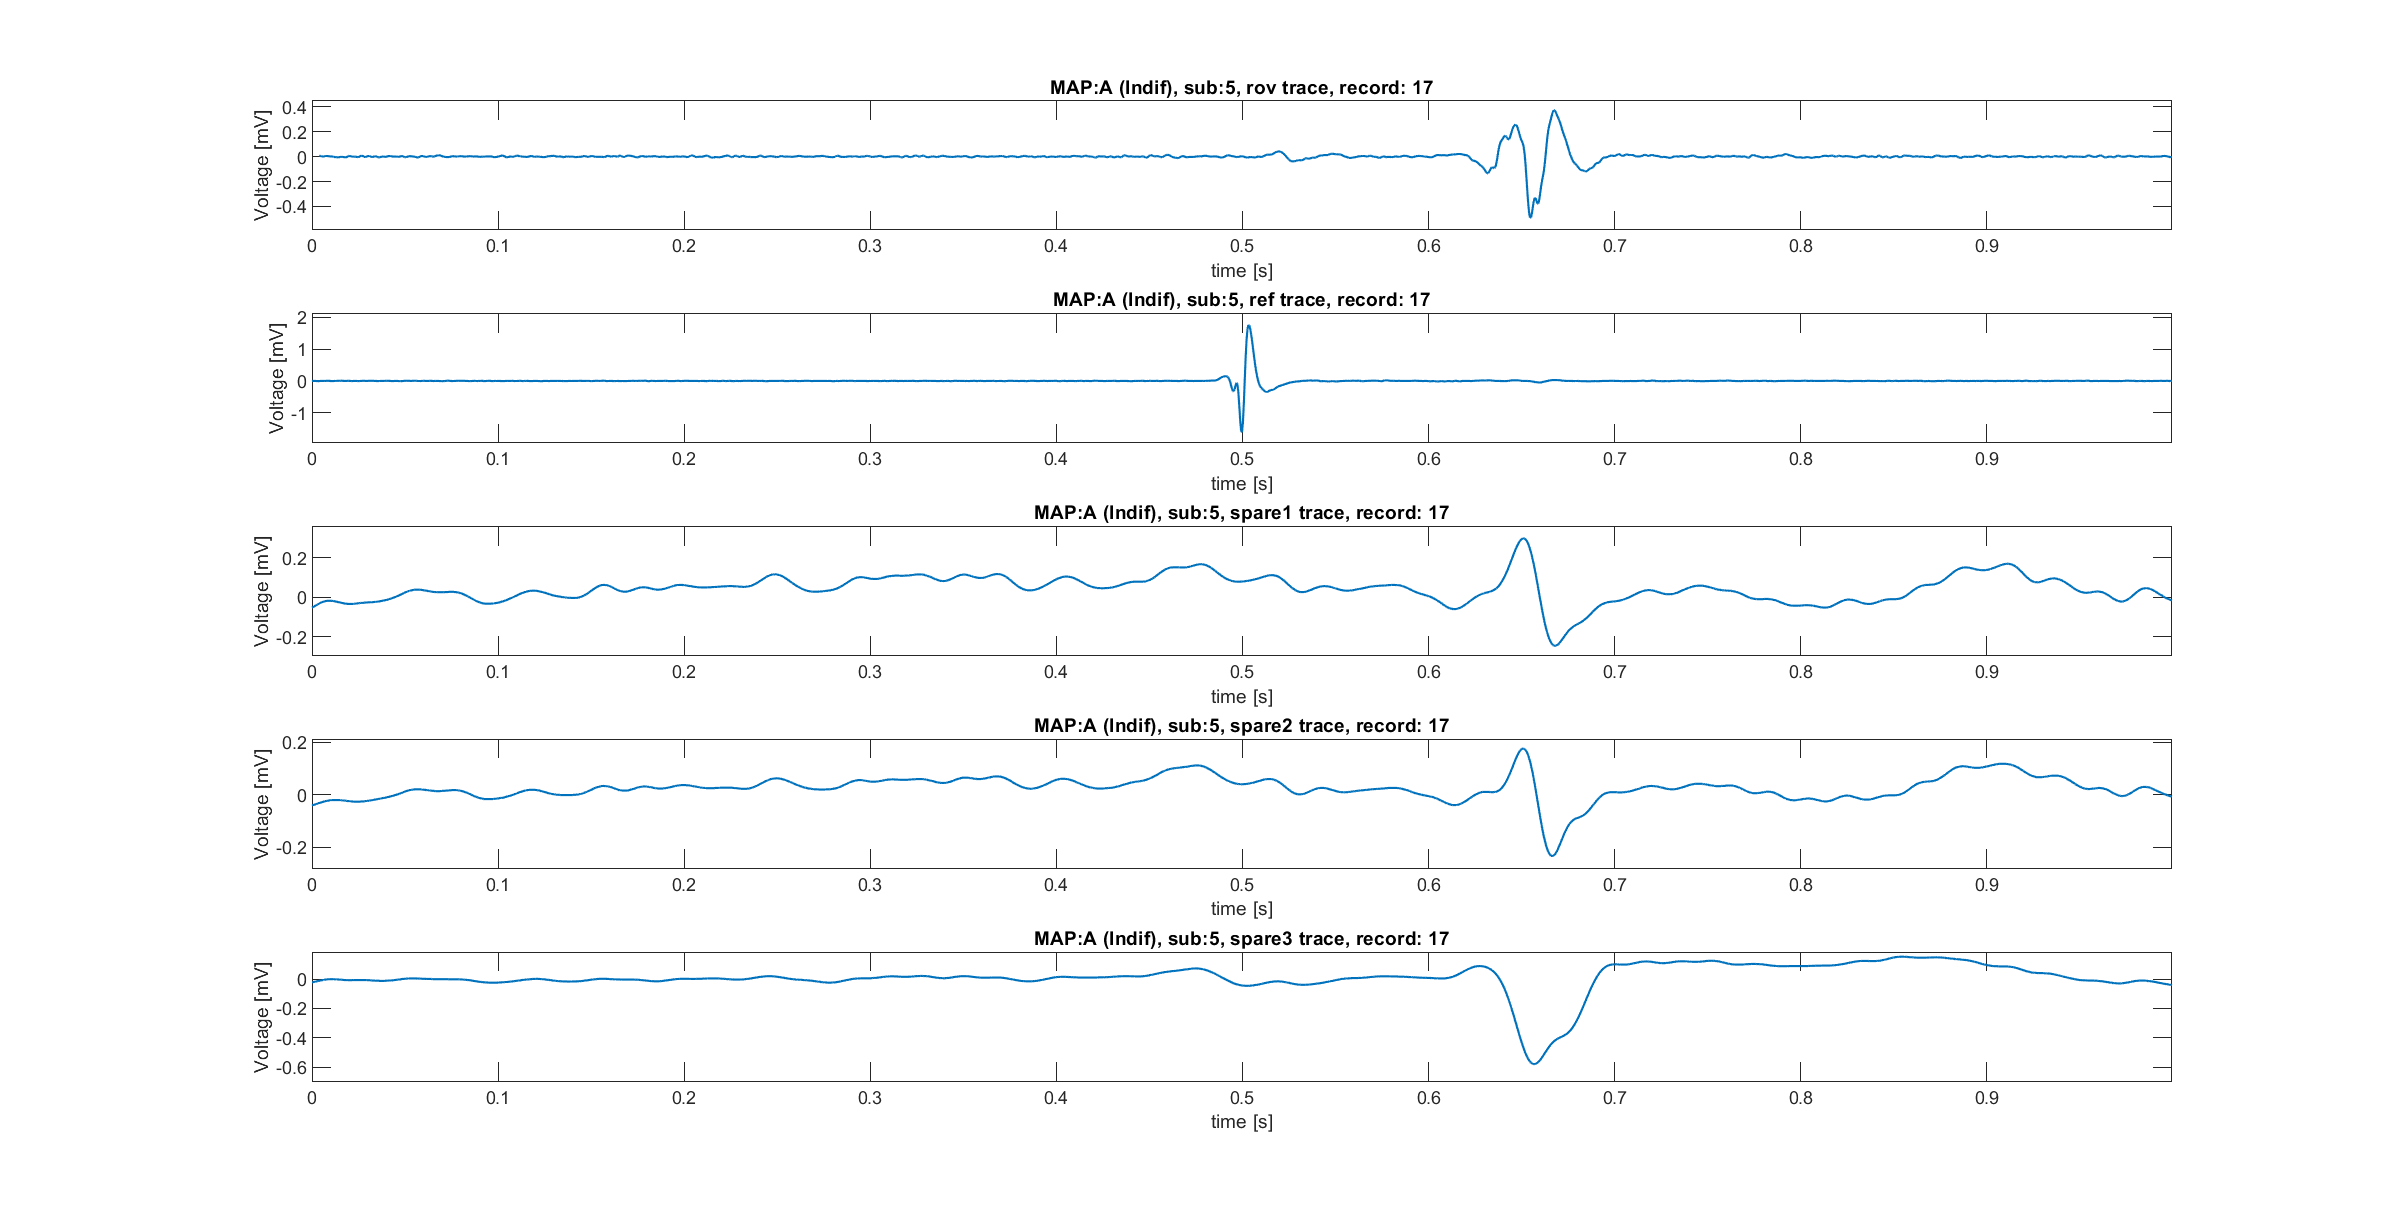 MAP:A (Indif), sub:5, rov trace, record: 17
Voltage [mV]
0.4
0.2
0
-0.2
-0.4
0 0.1 0.2 0.3 0.4 0.5 0.6 0.7 0.8 0.9
time [s]
MAP:A (Indif), sub:5, ref trace, record: 17
Voltage [mV]
2
1
0
-1
0 0.1 0.2 0.3 0.4 0.5 0.6 0.7 0.8 0.9
time [s]
MAP:A (Indif), sub:5, spare1 trace, record: 17
Voltage [mV]
0.2
0
-0.2
0 0.1 0.2 0.3 0.4 0.5 0.6 0.7 0.8 0.9
time [s]
MAP:A (Indif), sub:5, spare2 trace, record: 17
Voltage [mV]
0.2
0
-0.2
0 0.1 0.2 0.3 0.4 0.5 0.6 0.7 0.8 0.9
time [s]
MAP:A (Indif), sub:5, spare3 trace, record: 17
Voltage [mV]
0
-0.2
-0.4
-0.6
0 0.1 0.2 0.3 0.4 0.5 0.6 0.7 0.8 0.9
time [s]